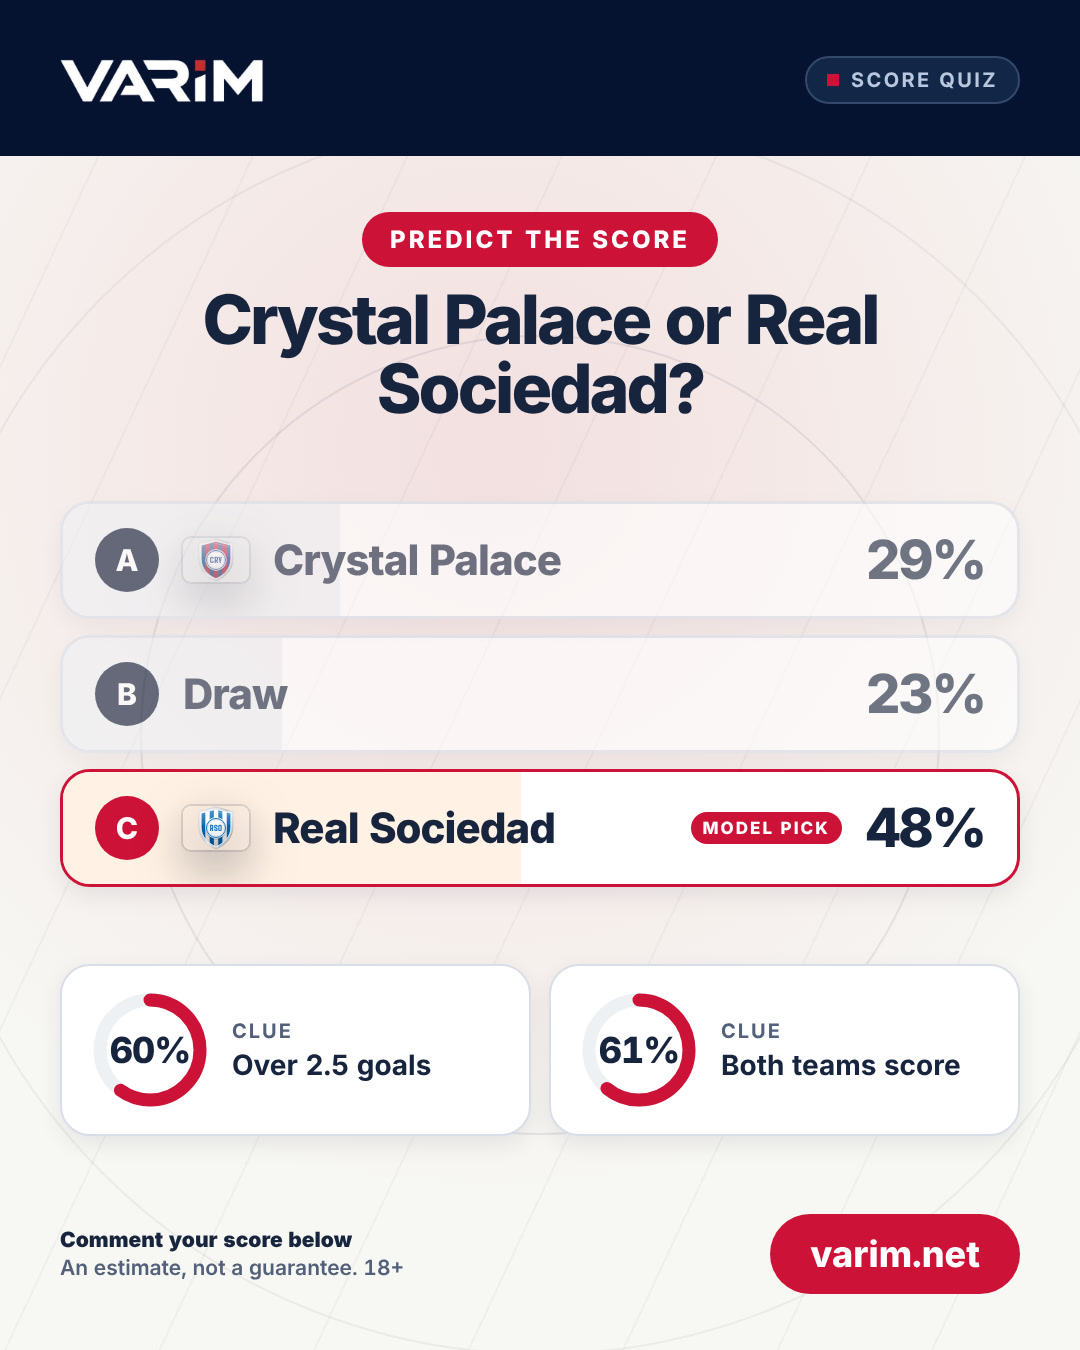 VARiM
SCORE QUIZ
PREDICT THE SCORE
Crystal Palace or Real
Sociedad?
A
CRY
Crystal Palace
29%
B
Draw
23%
C
RSO
Real Sociedad
MODEL PICK
48%
60%
CLUE
Over 2.5 goals
61%
CLUE
Both teams score
Comment your score below
An estimate, not a guarantee. 18+
varim.net